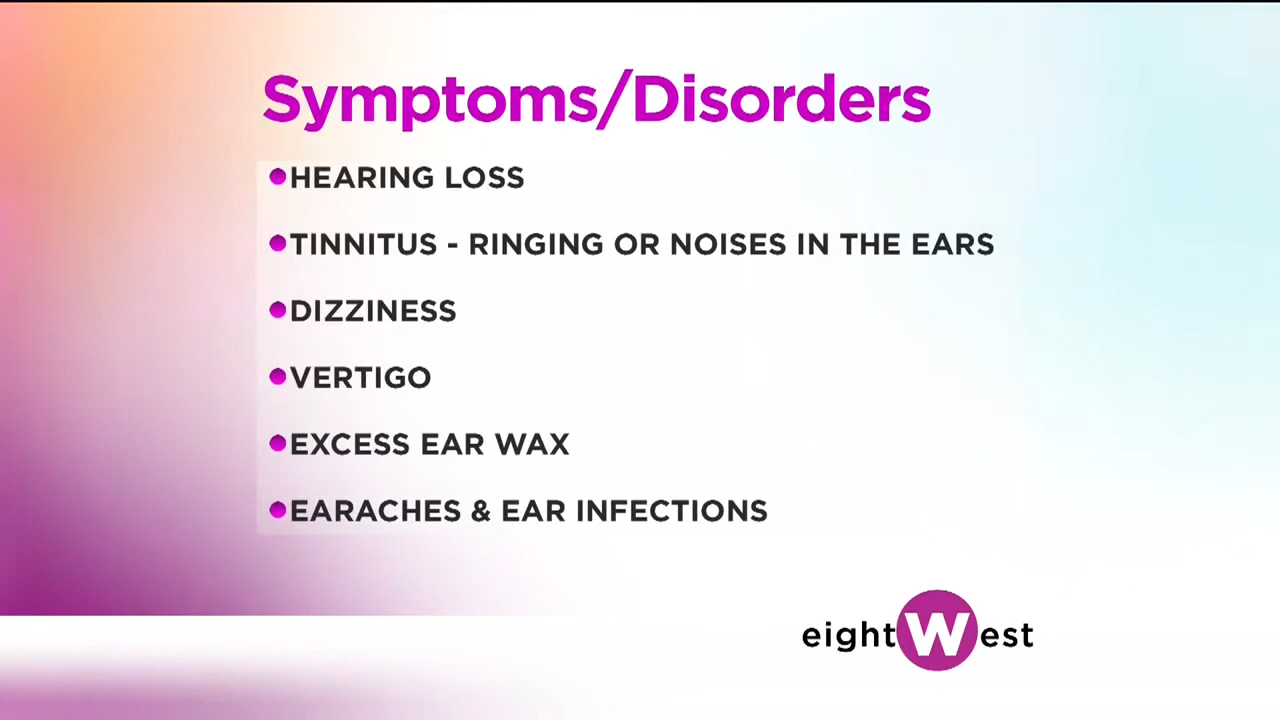 Symptoms/Disorders
●HEARING LOSS
●TINNITUS - RINGING OR NOISES IN THE EARS
●DIZZINESS
●VERTIGO
●EXCESS EAR WAX
●EARACHES & EAR INFECTIONS
eightWest